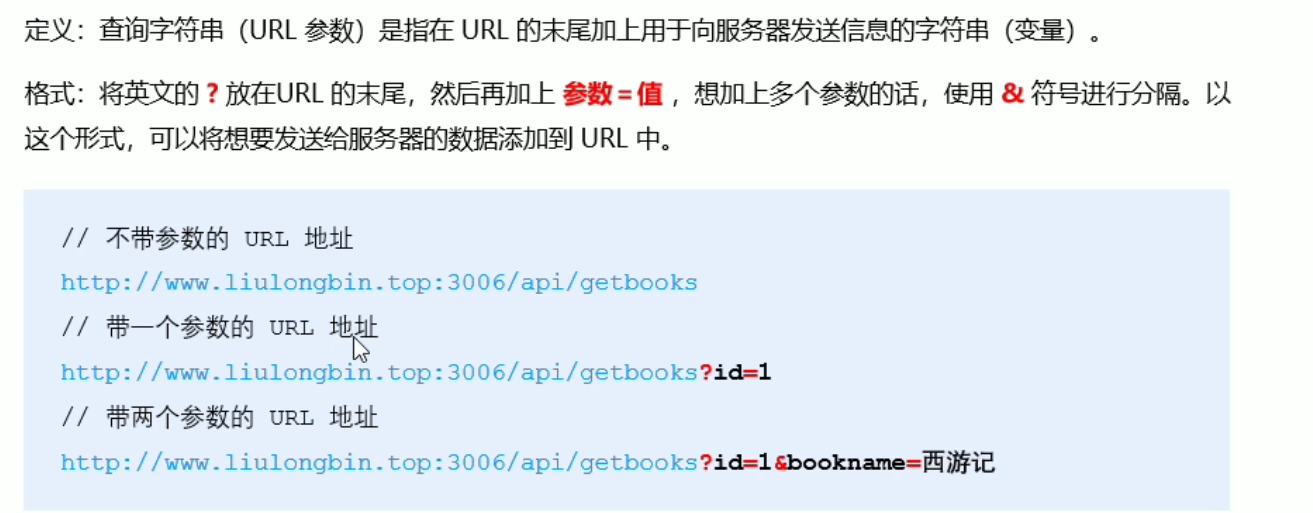 定义：查询字符串（URL 参数）是指在 URL 的末尾加上用于向服务器发送信息的字符串（变量）。
格式：将英文的 ? 放在URL 的末尾，然后再加上 参数=值 ，想加上多个参数的话，使用 & 符号进行分隔。以
这个形式，可以将想要发送给服务器的数据添加到 URL 中。
// 不带参数的 URL 地址
http://www.liulongbin.top:3006/api/getbooks
// 带一个参数的 URL 地址
http://www.liulongbin.top:3006/api/getbooks?id=1
// 带两个参数的 URL 地址
http://www.liulongbin.top:3006/api/getbooks?id=1&bookname=西游记